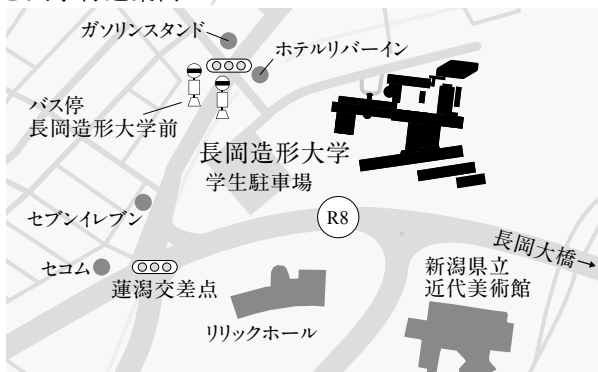 ガソリンスタンド
ホテルリバーイン
バス停
長岡造形大学前
長岡造形大学
学生駐車場
セブンイレブン
R8
長岡大橋→
セコム
蓮潟交差点
新潟県立
近代美術館
リリックホール